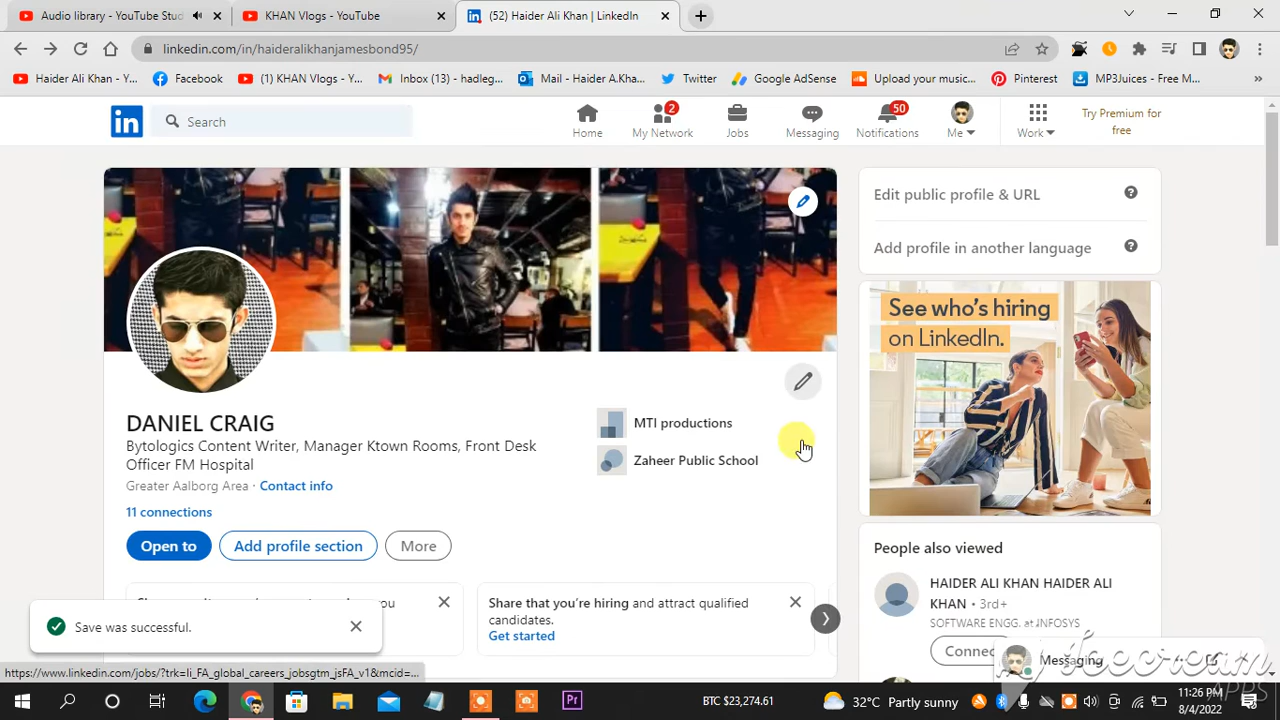 Audio library - YouTube Studio
KHAN Vlogs - YouTube
(52) Haider Ali Khan | LinkedIn
linkedin.com/in/haideralikhanjamesbond95/
Haider Ali Khan - Y...
Facebook
(1) KHAN Vlogs - Y...
Inbox (13) - hadleg...
Mail - Haider A.Kha...
Twitter
Google AdSense
Upload your music...
Pinterest
MP3Juices - Free M...
»
in
Search
Home
2
My Network
Jobs
Messaging
50
Notifications
Me
Work
Try Premium for
free
Edit public profile & URL
Add profile in another language
See who's hiring
on LinkedIn.
DANIEL CRAIG
Bytologics Content Writer, Manager Ktown Rooms, Front Desk
Officer FM Hospital
Greater Aalborg Area · Contact info
11 connections
MTI productions
Zaheer Public School
Open to
Add profile section
More
Share that you're hiring and attract qualified
candidates.
Get started
Save was successful.
People also viewed
HAIDER ALI KHAN HAIDER ALI
KHAN • 3rd+
SOFTWARE ENGG. at INFOSYS
Messaging
https://www.linkedin.com/jobs/?trk=li_FA_global_careers_jobsgtm_jsFA_v1&mcid=...
BTC $23,274.61
32°C Partly sunny
11:26 PM
8/4/2022